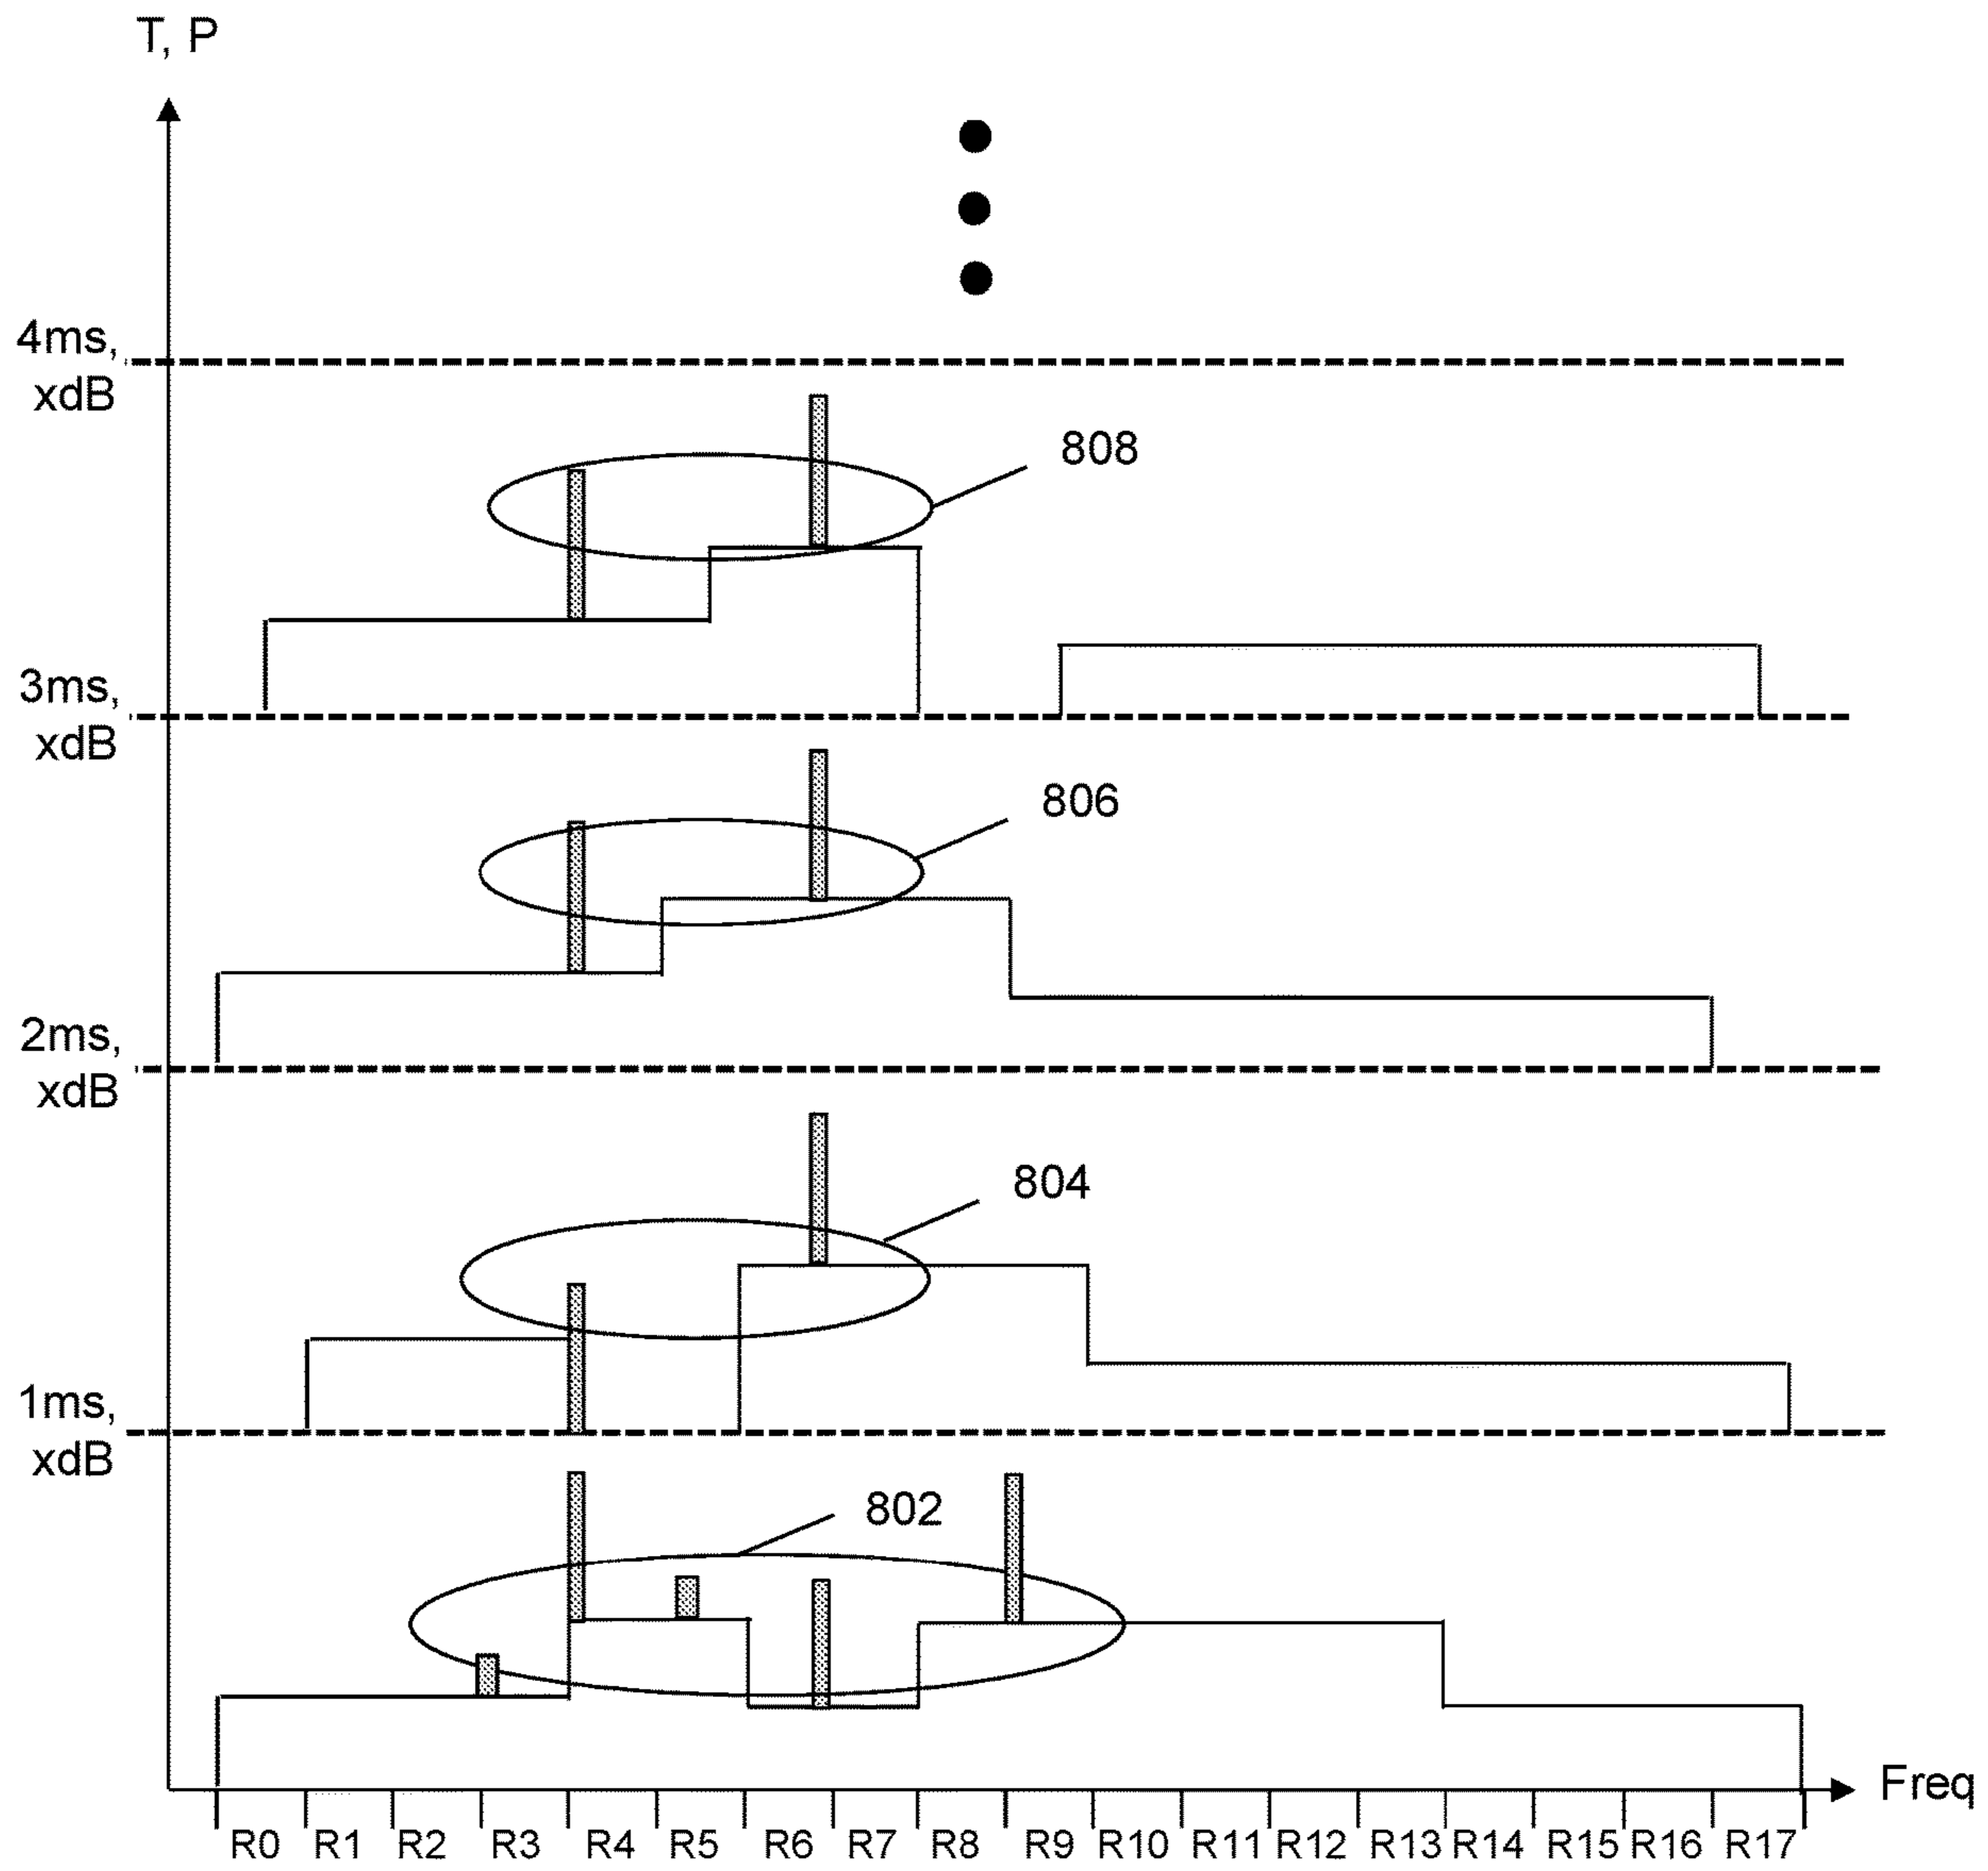 T, P
4ms,
xdB
808
3ms,
xdB
806
2ms,
xdB
804
1ms,
xdB
802
Freq
R0 R1 R2 R3 R4 R5 R6 R7 R8 R9 R10 R11 R12 R13 R14 R15 R16 R17